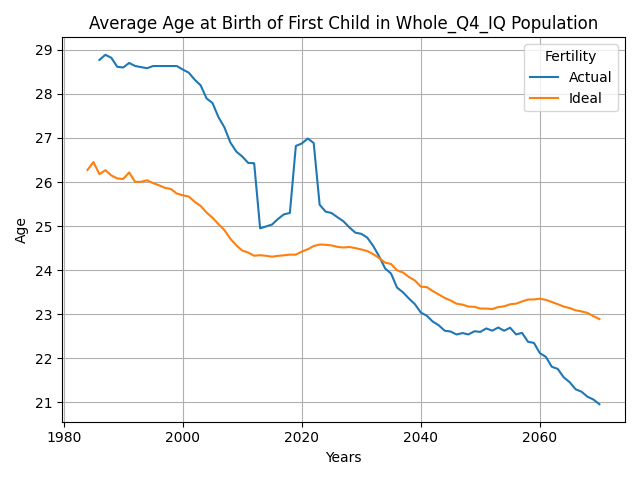 Average Age at Birth of First Child in Whole_Q4_IQ Population
Fertility
Actual
Ideal
Age
29
28
27
26
25
24
23
22
21
1980
2000
2020
2040
2060
Years